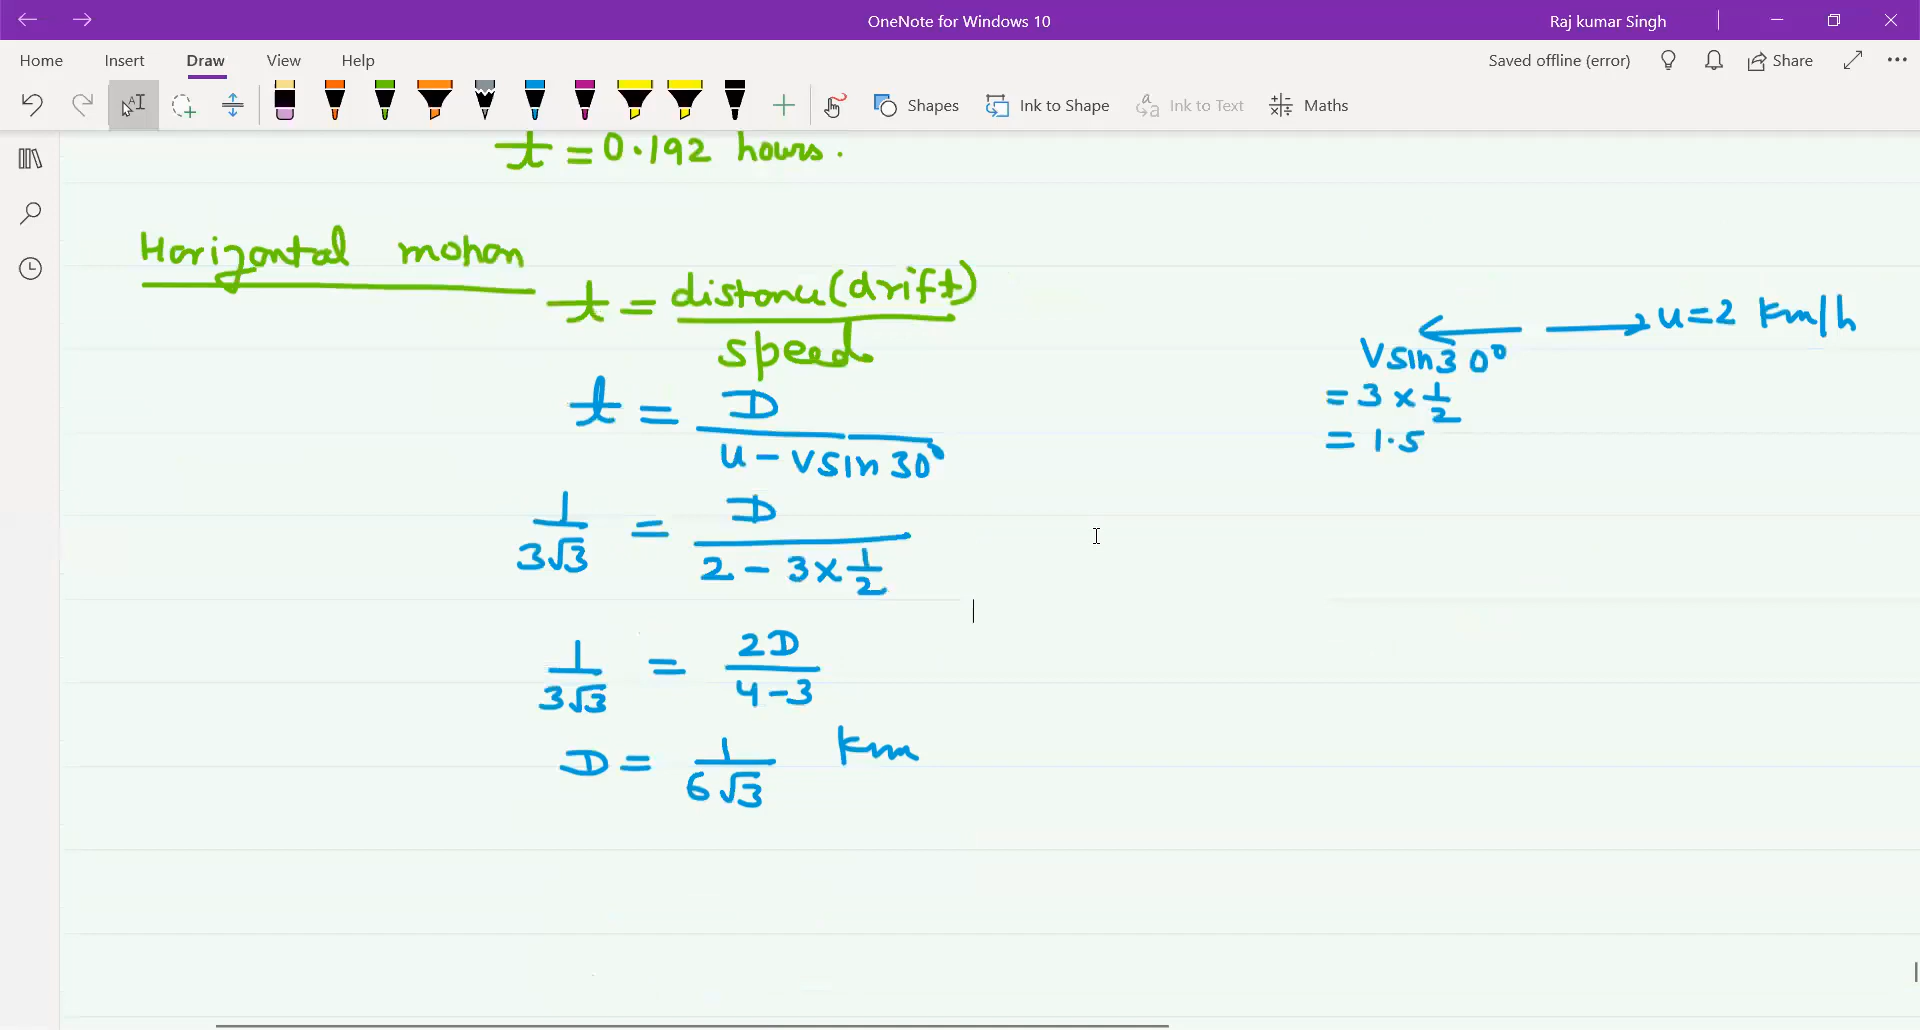 OneNote for Windows 10
Raj kumar Singh
Home Insert Draw View Help
Saved offline (error) Share
Shapes Ink to Shape Ink to Text Maths
t = 0.192 hours.
Horizontal motion
t = distance (drift) / speed
u = 2 Km/h
V sin 30°
= 3 × 1/2
= 1.5
t = D / u - V sin 30°
1 / 3√3 = D / 2 - 3 × 1/2
1 / 3√3 = 2D / 4 - 3
D = 1 / 6√3 Km